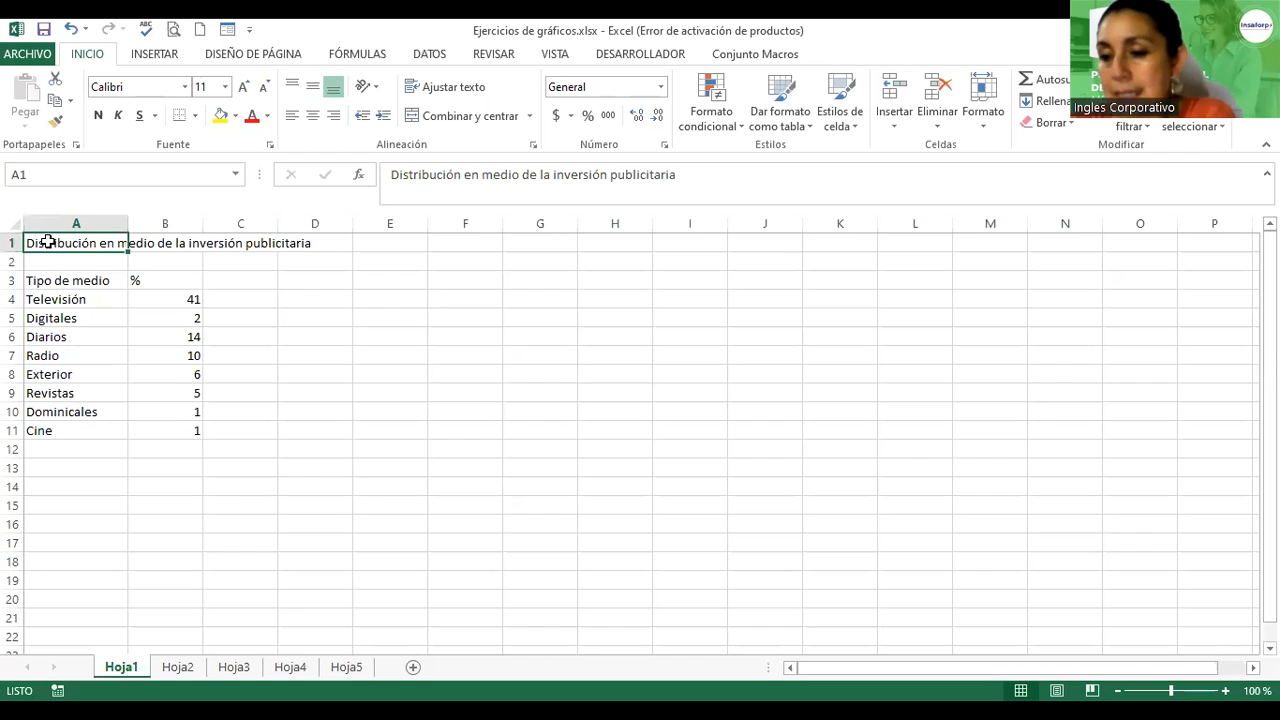 Ejercicios de gráficos.xlsx - Excel (Error de activación de productos)
ARCHIVO INICIO INSERTAR DISEÑO DE PÁGINA FÓRMULAS DATOS REVISAR VISTA DESARROLLADOR Conjunto Macros
Pegar
Calibri 11
N K S
Ajustar texto
Combinar y centrar
General
$ % 000
Formato condicional
Dar formato como tabla
Estilos de celda
Insertar Eliminar Formato
Autosu
Rellena
Borrar
filtrar
seleccionar
Portapapeles Fuente Alineación Número Estilos Celdas Modificar
Insaforp
Ingles Corporativo
A1 fx Distribución en medio de la inversión publicitaria
A B C D E F G H I J K L M N O P
1 Distribución en medio de la inversión publicitaria
2
3 Tipo de medio %
4 Televisión 41
5 Digitales 2
6 Diarios 14
7 Radio 10
8 Exterior 6
9 Revistas 5
10 Dominicales 1
11 Cine 1
12
13
14
15
16
17
18
19
20
21
22
Hoja1 Hoja2 Hoja3 Hoja4 Hoja5
LISTO 100 %